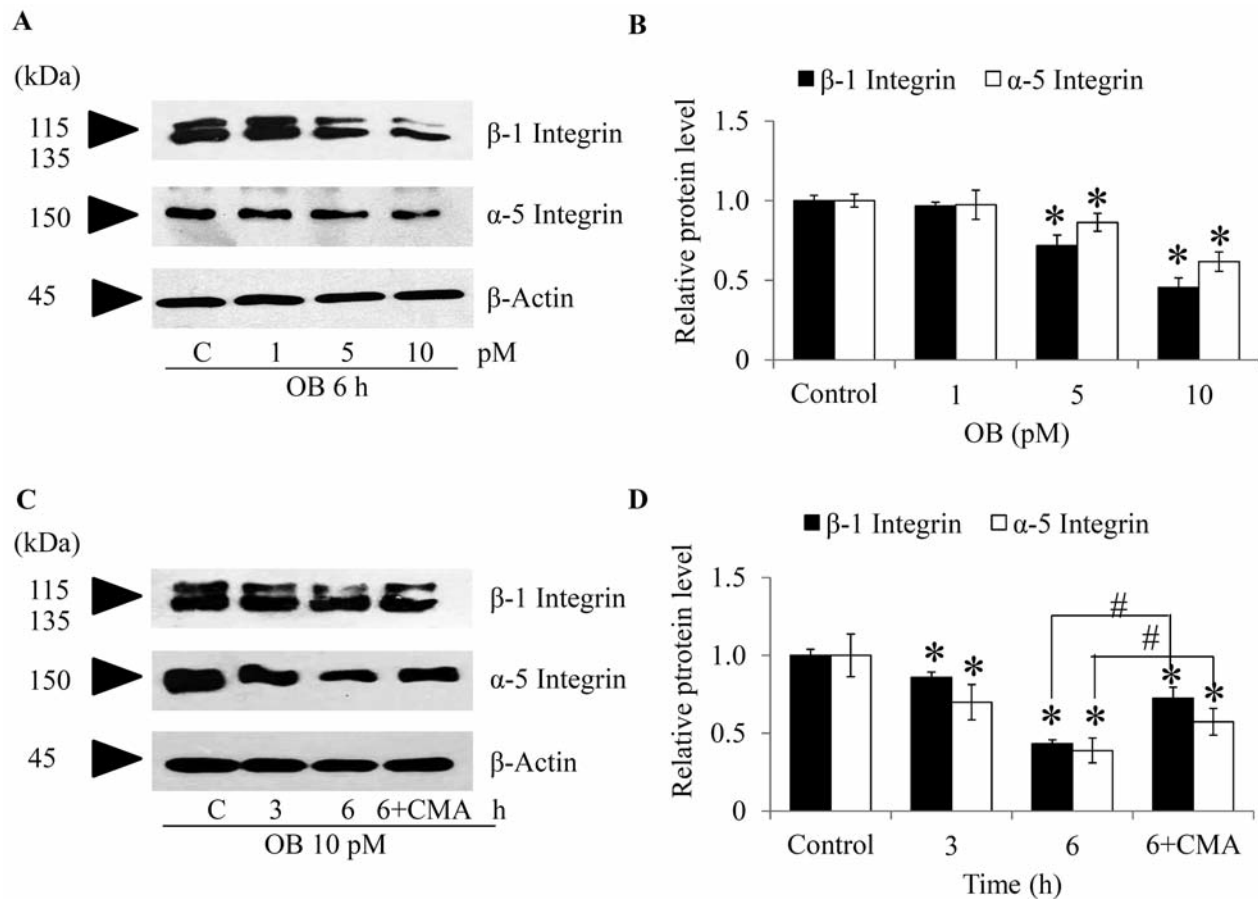 A
(kDa)
115
135
β-1 Integrin
150
α-5 Integrin
45
β-Actin
C 1 5 10 pM
OB 6 h
B
β-1 Integrin α-5 Integrin
Relative protein level
1.5
1.0
0.5
0
* * * *
Control 1 5 10
OB (pM)
C
(kDa)
115
135
β-1 Integrin
150
α-5 Integrin
45
β-Actin
C 3 6 6+CMA h
OB 10 pM
D
β-1 Integrin α-5 Integrin
Relative ptrotein level
1.5
1.0
0.5
0
# #
* * * * * *
Control 3 6 6+CMA
Time (h)